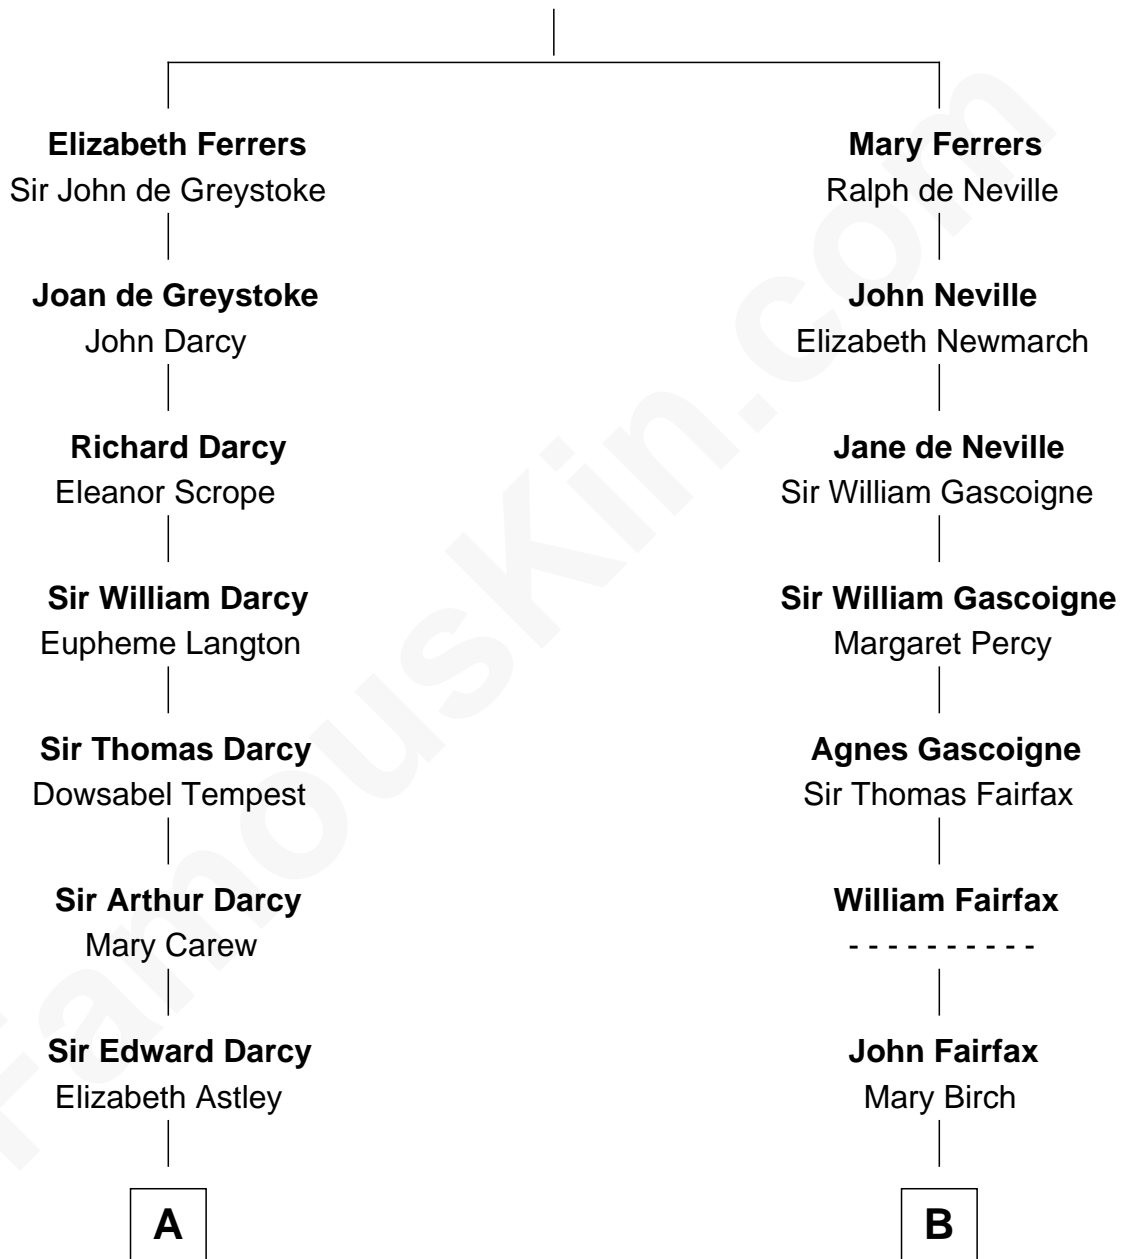 Elizabeth Ferrers
Sir John de Greystoke
Mary Ferrers
Ralph de Neville
Joan de Greystoke
John Darcy
John Neville
Elizabeth Newmarch
Richard Darcy
Eleanor Scrope
Jane de Neville
Sir William Gascoigne
Sir William Darcy
Eupheme Langton
Sir William Gascoigne
Margaret Percy
Sir Thomas Darcy
Dowsabel Tempest
Agnes Gascoigne
Sir Thomas Fairfax
Sir Arthur Darcy
Mary Carew
William Fairfax
- - - - - - - - - -
Sir Edward Darcy
Elizabeth Astley
John Fairfax
Mary Birch
A
B
FamousKin.com